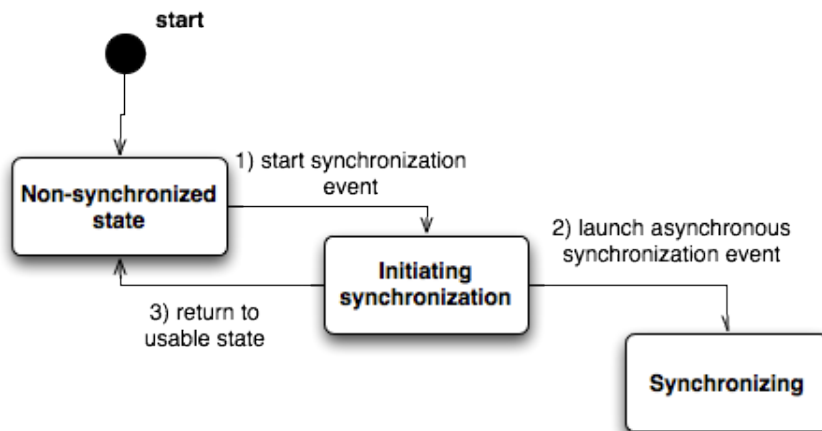 start
Non-synchronized
state
1) start synchronization
event
Initiating
synchronization
2) launch asynchronous
synchronization event
3) return to
usable state
Synchronizing